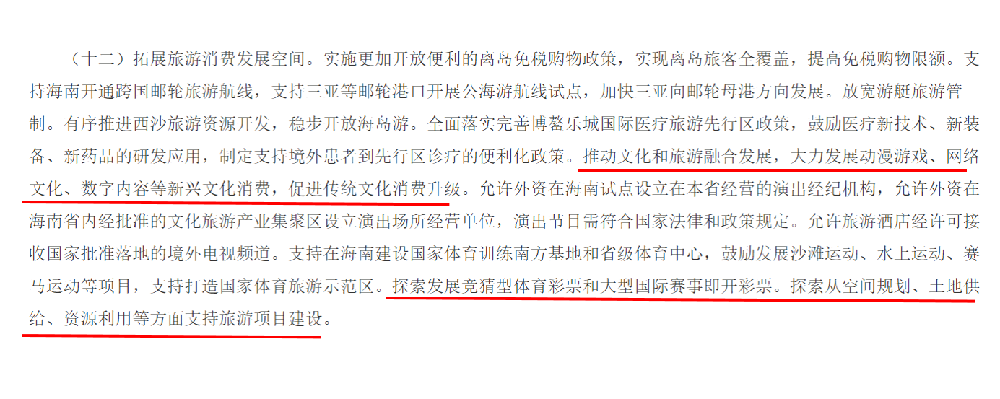 （十二）拓展旅游消费发展空间。实施更加开放便利的离岛免税购物政策，实现离岛旅客全覆盖，提高免税购物限额。支
持海南开通跨国邮轮旅游航线，支持三亚等邮轮港口开展公海游航线试点，加快三亚向邮轮母港方向发展。放宽游艇旅游管
制。有序推进西沙旅游资源开发，稳步开放海岛游。全面落实完善博鳌乐城国际医疗旅游先行区政策，鼓励医疗新技术、新装
备、新药品的研发应用，制定支持境外患者到先行区诊疗的便利化政策。推动文化和旅游融合发展，大力发展动漫游戏、网络
文化、数字内容等新兴文化消费，促进传统文化消费升级。允许外资在海南试点设立在本省经营的演出经纪机构，允许外资在
海南省内经批准的文化旅游产业集聚区设立演出场所经营单位，演出节目需符合国家法律和政策规定。允许旅游酒店经许可接
收国家批准落地的境外电视频道。支持在海南建设国家体育训练南方基地和省级体育中心，鼓励发展沙滩运动、水上运动、赛
马运动等项目，支持打造国家体育旅游示范区。探索发展竞猜型体育彩票和大型国际赛事即开彩票。探索从空间规划、土地供
给、资源利用等方面支持旅游项目建设。